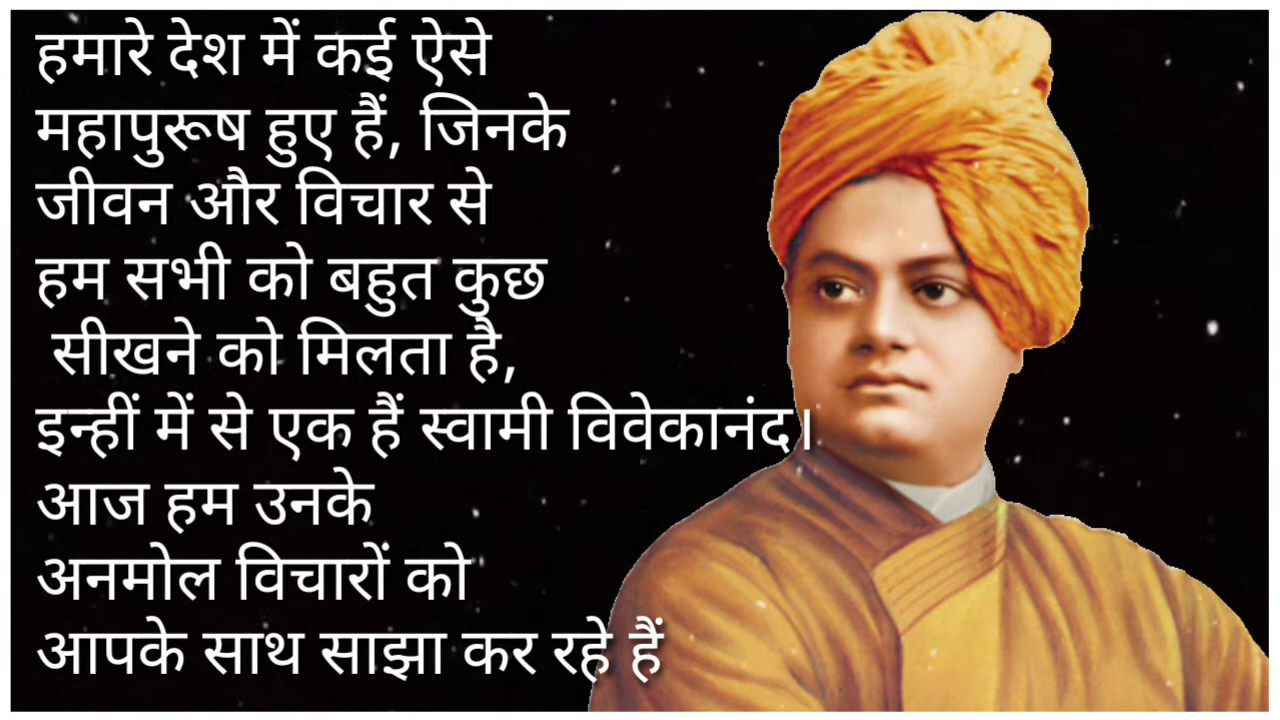 हमारे देश में कई ऐसे
महापुरूष हुए हैं, जिनके
जीवन और विचार से
हम सभी को बहुत कुछ
सीखने को मिलता है,
इन्हीं में से एक हैं स्वामी विवेकानंद।
आज हम उनके
अनमोल विचारों को
आपके साथ साझा कर रहे हैं